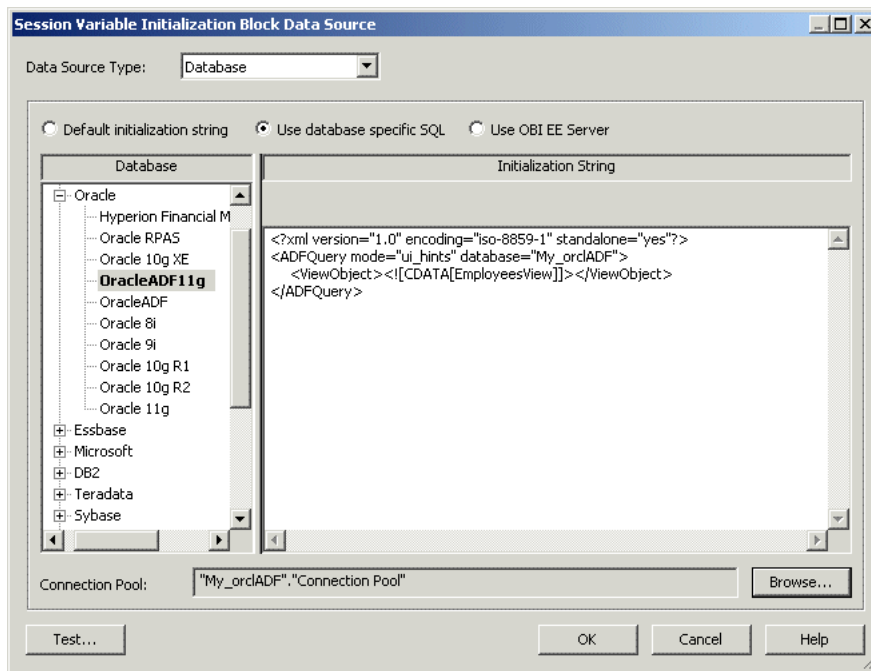 Session Variable Initialization Block Data Source
Data Source Type: Database
Default initialization string Use database specific SQL Use OBI EE Server
Database Initialization String
Oracle
Hyperion Financial M
Oracle RPAS
Oracle 10g XE
OracleADF11g
OracleADF
Oracle 8i
Oracle 9i
Oracle 10g R1
Oracle 10g R2
Oracle 11g
Essbase
Microsoft
DB2
Teradata
Sybase
<?xml version="1.0" encoding="iso-8859-1" standalone="yes"?>
<ADFQuery mode="ui_hints" database="My_orclADF">
<ViewObject><![CDATA[EmployeesView]]></ViewObject>
</ADFQuery>
Connection Pool: "My_orclADF"."Connection Pool" Browse...
Test... OK Cancel Help